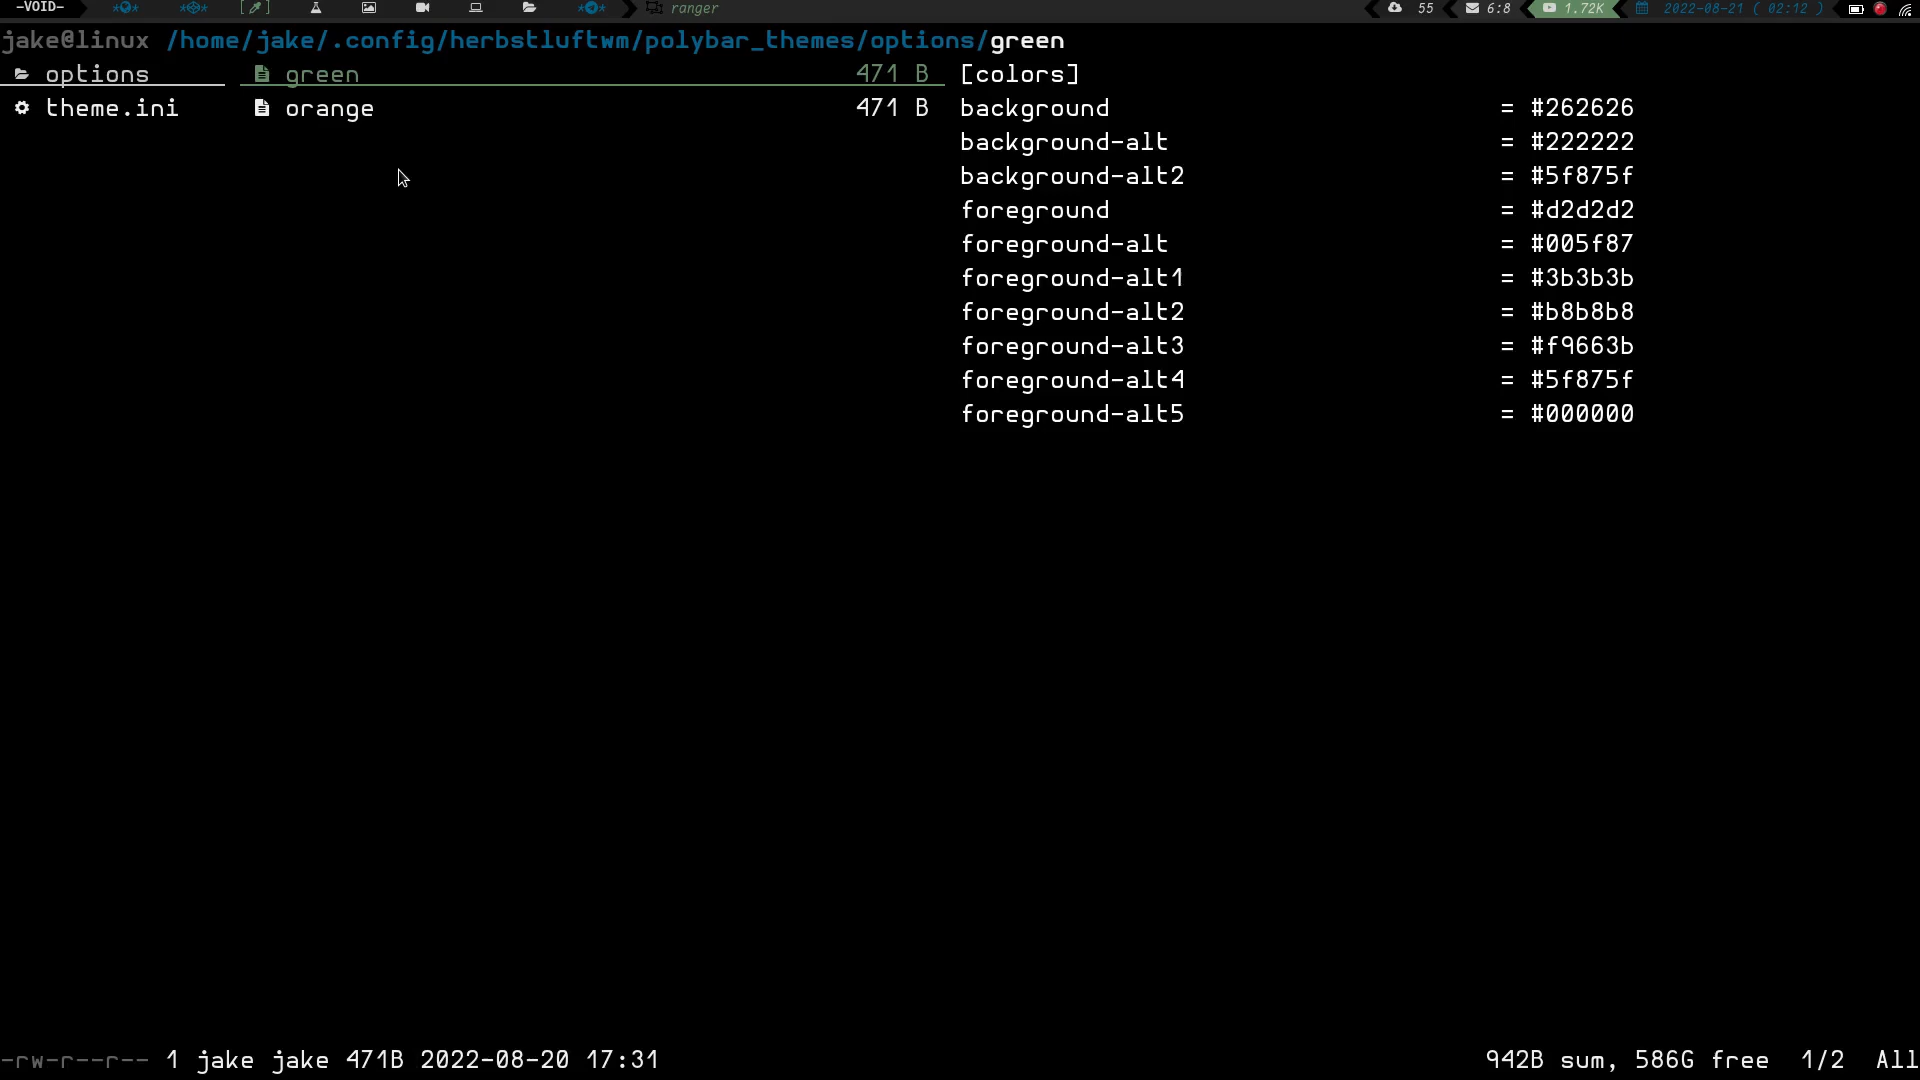 -VOID- ranger 55 6:8 1.72K 2022-08-21 ( 02:12 )
jake@linux /home/jake/.config/herbstluftwm/polybar_themes/options/green
options
theme.ini
green 471 B
orange 471 B
[colors]
background = #262626
background-alt = #222222
background-alt2 = #5f875f
foreground = #d2d2d2
foreground-alt = #005f87
foreground-alt1 = #3b3b3b
foreground-alt2 = #b8b8b8
foreground-alt3 = #f9663b
foreground-alt4 = #5f875f
foreground-alt5 = #000000
-rw-r--r-- 1 jake jake 471B 2022-08-20 17:31 942B sum, 586G free 1/2 All